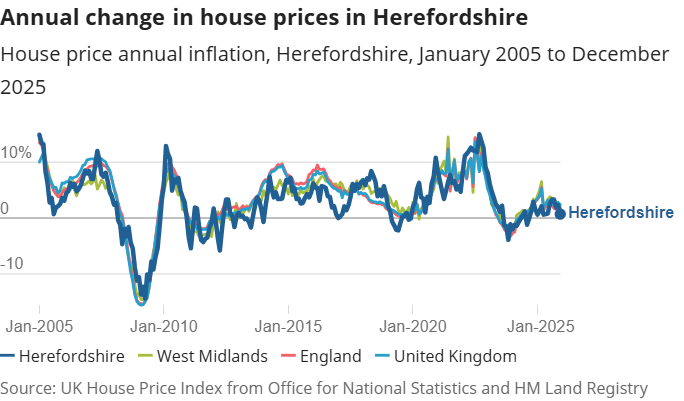 Annual change in house prices in Herefordshire
House price annual inflation, Herefordshire, January 2005 to December
2025
10%
0
-10
Herefordshire
Jan-2005 Jan-2010 Jan-2015 Jan-2020 Jan-2025
Herefordshire West Midlands England United Kingdom
Source: UK House Price Index from Office for National Statistics and HM Land Registry